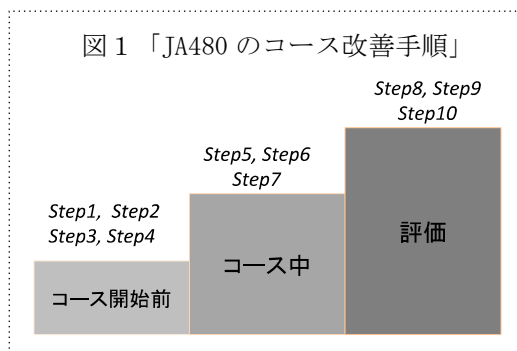 図１「JA480 のコース改善手順」
Step8, Step9
Step10
Step5, Step6
Step7
Step1, Step2
Step3, Step4
評価
コース中
コース開始前